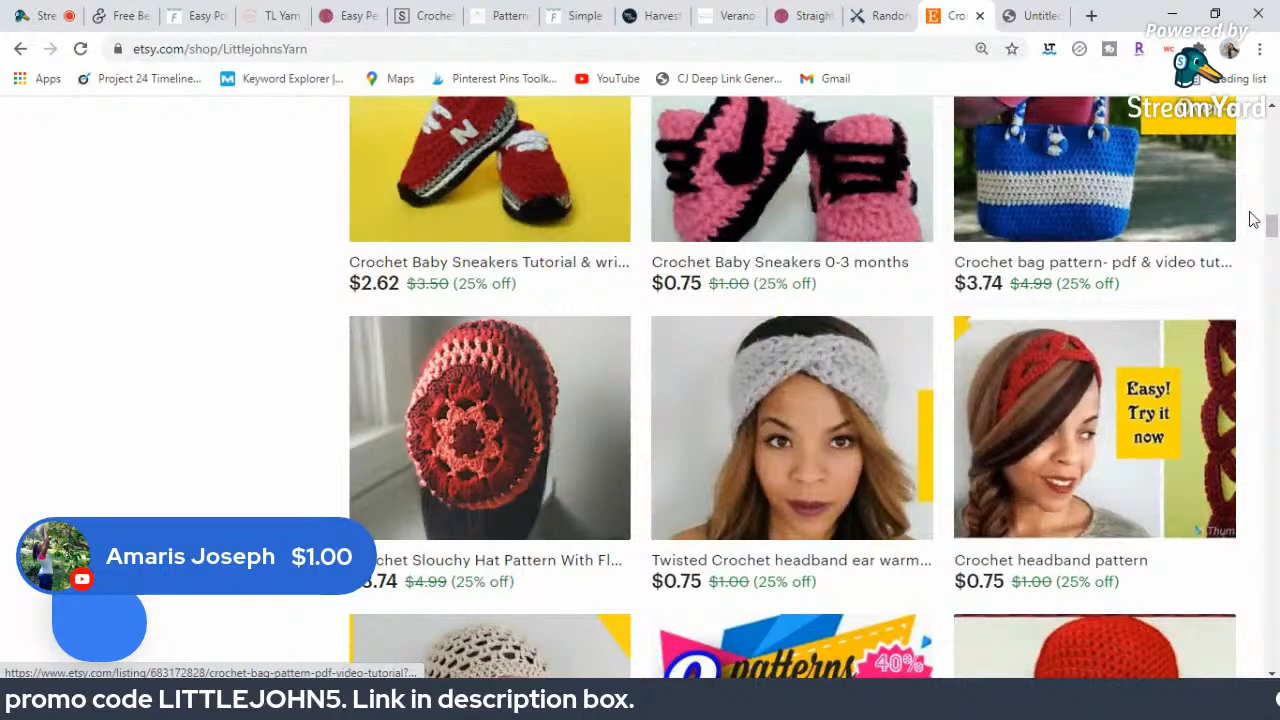 Stre
Free Be
Easy Po
TL Yarn
Easy Pe
Croche
Pattern
Simple
Harvest
Verano
Straigh
Randor
Cro
Untitle
Powered by
etsy.com/shop/LittlejohnsYarn
Apps
Project 24 Timeline...
Keyword Explorer |...
Maps
Pinterest Pins Toolk...
YouTube
CJ Deep Link Gener...
Gmail
ading list
StreamYard
N
Crochet Baby Sneakers Tutorial & wri...
$2.62 $3.50 (25% off)
Crochet Baby Sneakers 0-3 months
$0.75 $1.00 (25% off)
Crochet bag pattern- pdf & video tut...
$3.74 $4.99 (25% off)
Easy!
Try it
now
Thym
chet Slouchy Hat Pattern With Fl...
3.74 $4.99 (25% off)
Twisted Crochet headband ear warm...
$0.75 $1.00 (25% off)
Crochet headband pattern
$0.75 $1.00 (25% off)
Amaris Joseph $1.00
patterns
40%
https://www.etsy.com/listing/683172828/crochet-bag-pattern-pdf-video-tutorial?...
promo code LITTLEJOHN5. Link in description box.